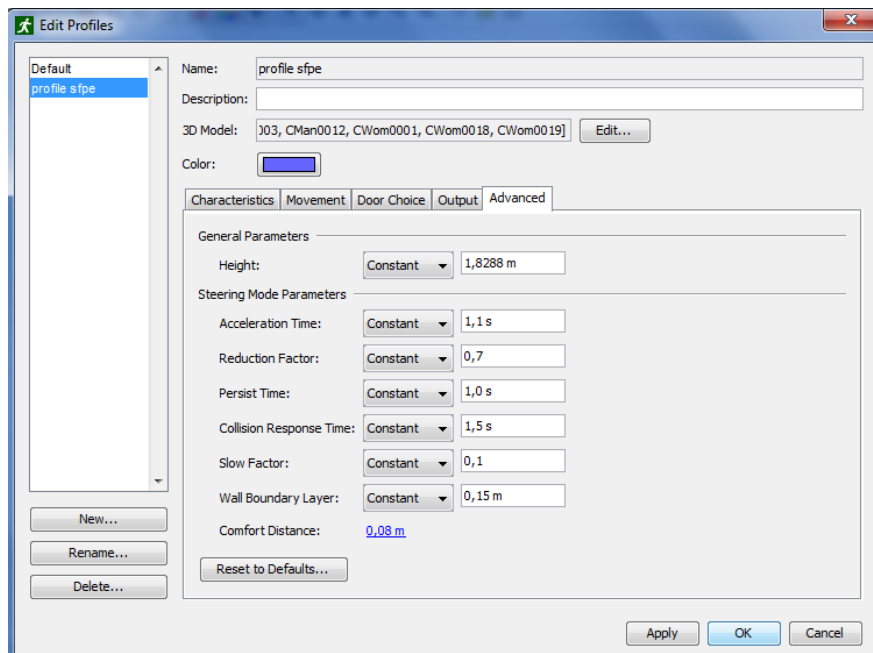 Edit Profiles
Default
profile sfpe
New...
Rename...
Delete...
Name: profile sfpe
Description:
3D Model: 003, CMan0012, CWom0001, CWom0018, CWom0019] Edit...
Color:
Characteristics Movement Door Choice Output Advanced
General Parameters
Height: Constant 1,8288 m
Steering Mode Parameters
Acceleration Time: Constant 1,1 s
Reduction Factor: Constant 0,7
Persist Time: Constant 1,0 s
Collision Response Time: Constant 1,5 s
Slow Factor: Constant 0,1
Wall Boundary Layer: Constant 0,15 m
Comfort Distance: 0,08 m
Reset to Defaults...
Apply OK Cancel